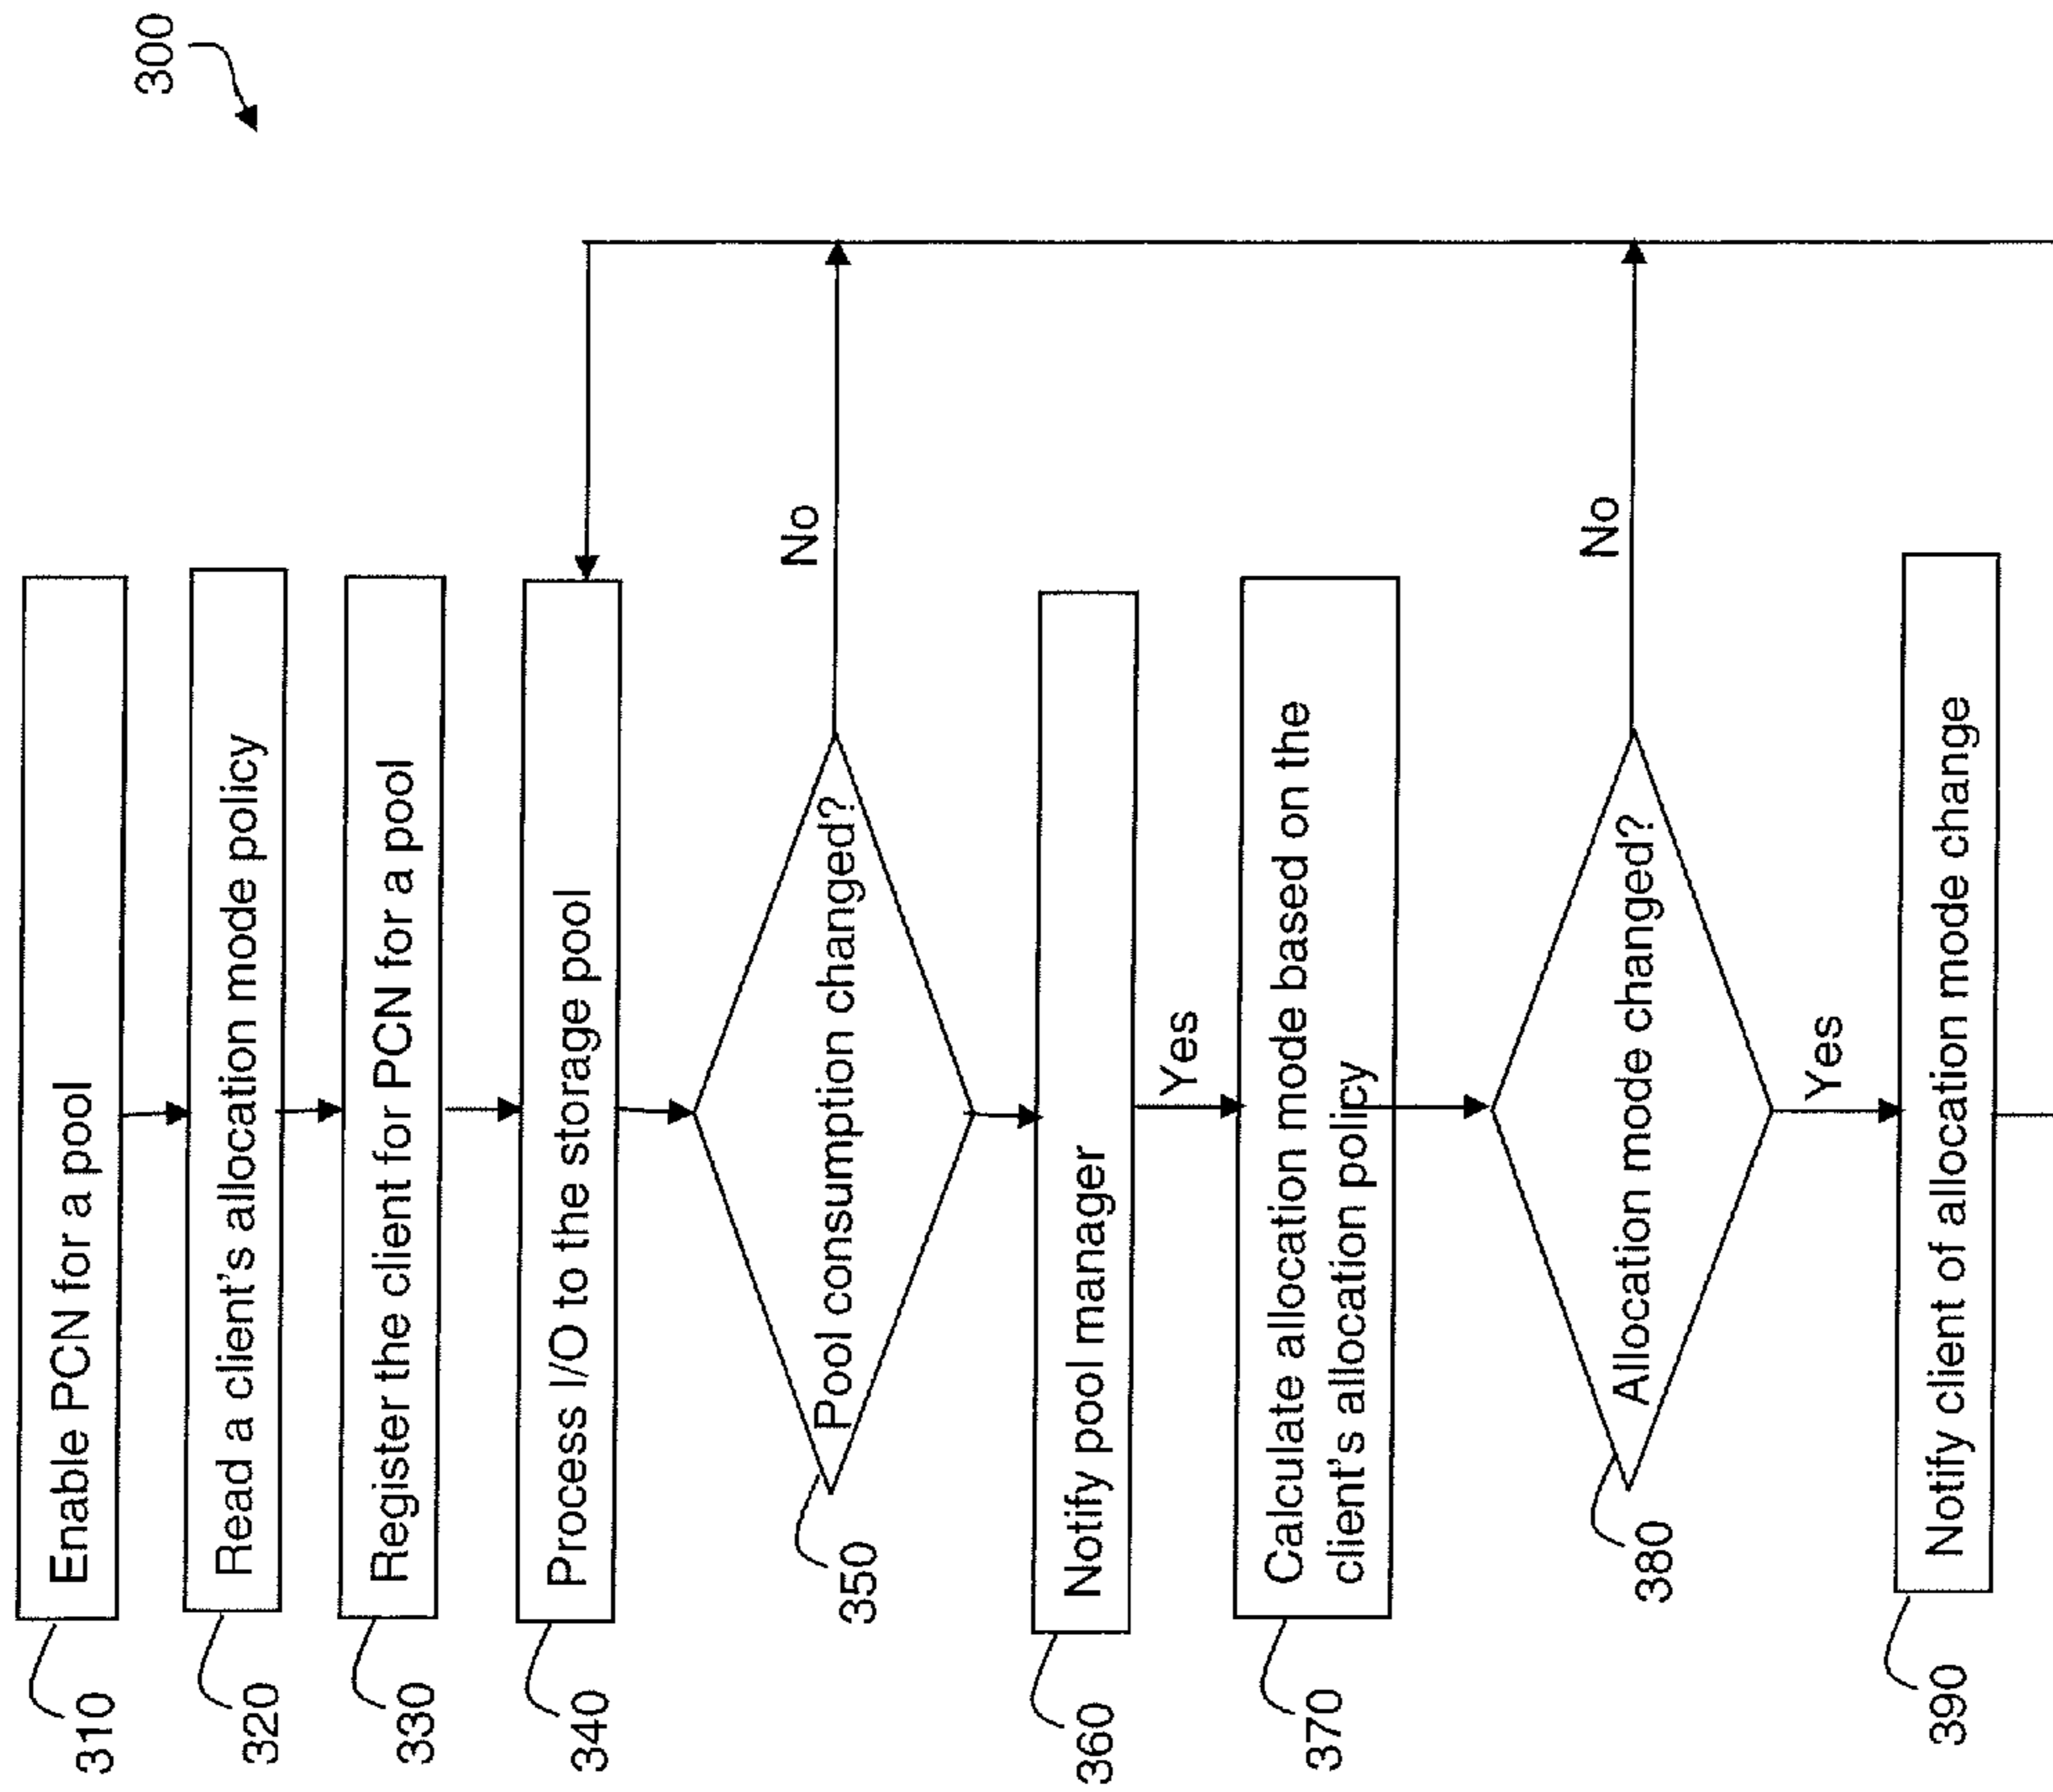 300
310
Enable PCN for a pool
320
Read a client's allocation mode policy
330
Register the client for PCN for a pool
340
Process I/O to the storage pool
350
Pool consumption changed?
No
360
Notify pool manager
Yes
370
Calculate allocation mode based on the
client's allocation policy
380
Allocation mode changed?
No
Yes
390
Notify client of allocation mode change